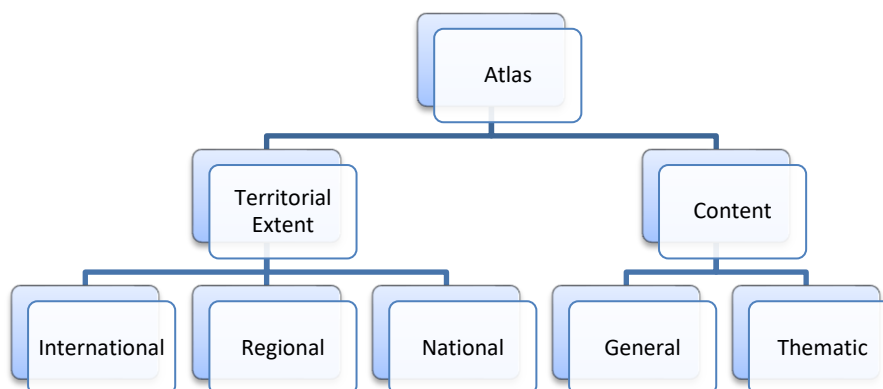 Atlas
Territorial
Extent
Content
International
Regional
National
General
Thematic